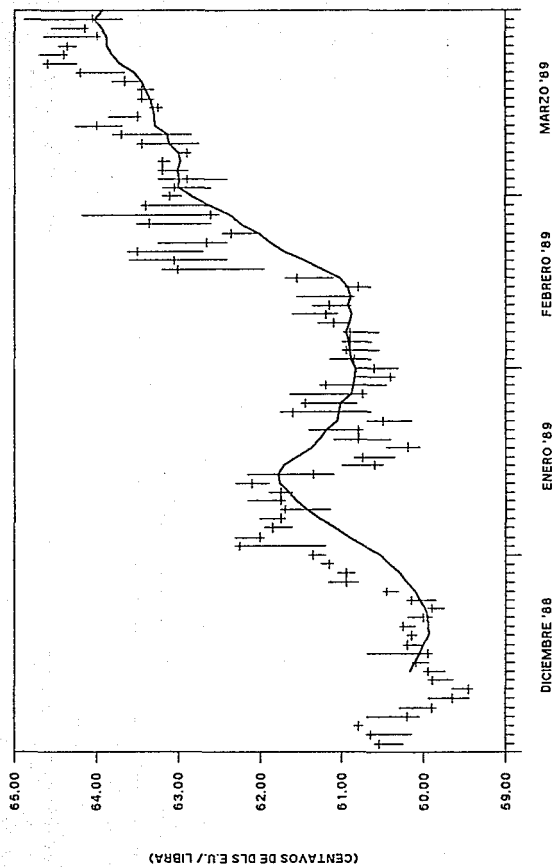 (CENTAVOS DE DLS E.U./ LIBRA)
65.00
64.00
63.00
62.00
61.00
60.00
59.00
DICIEMBRE '88
ENERO '89
FEBRERO '89
MARZO '89